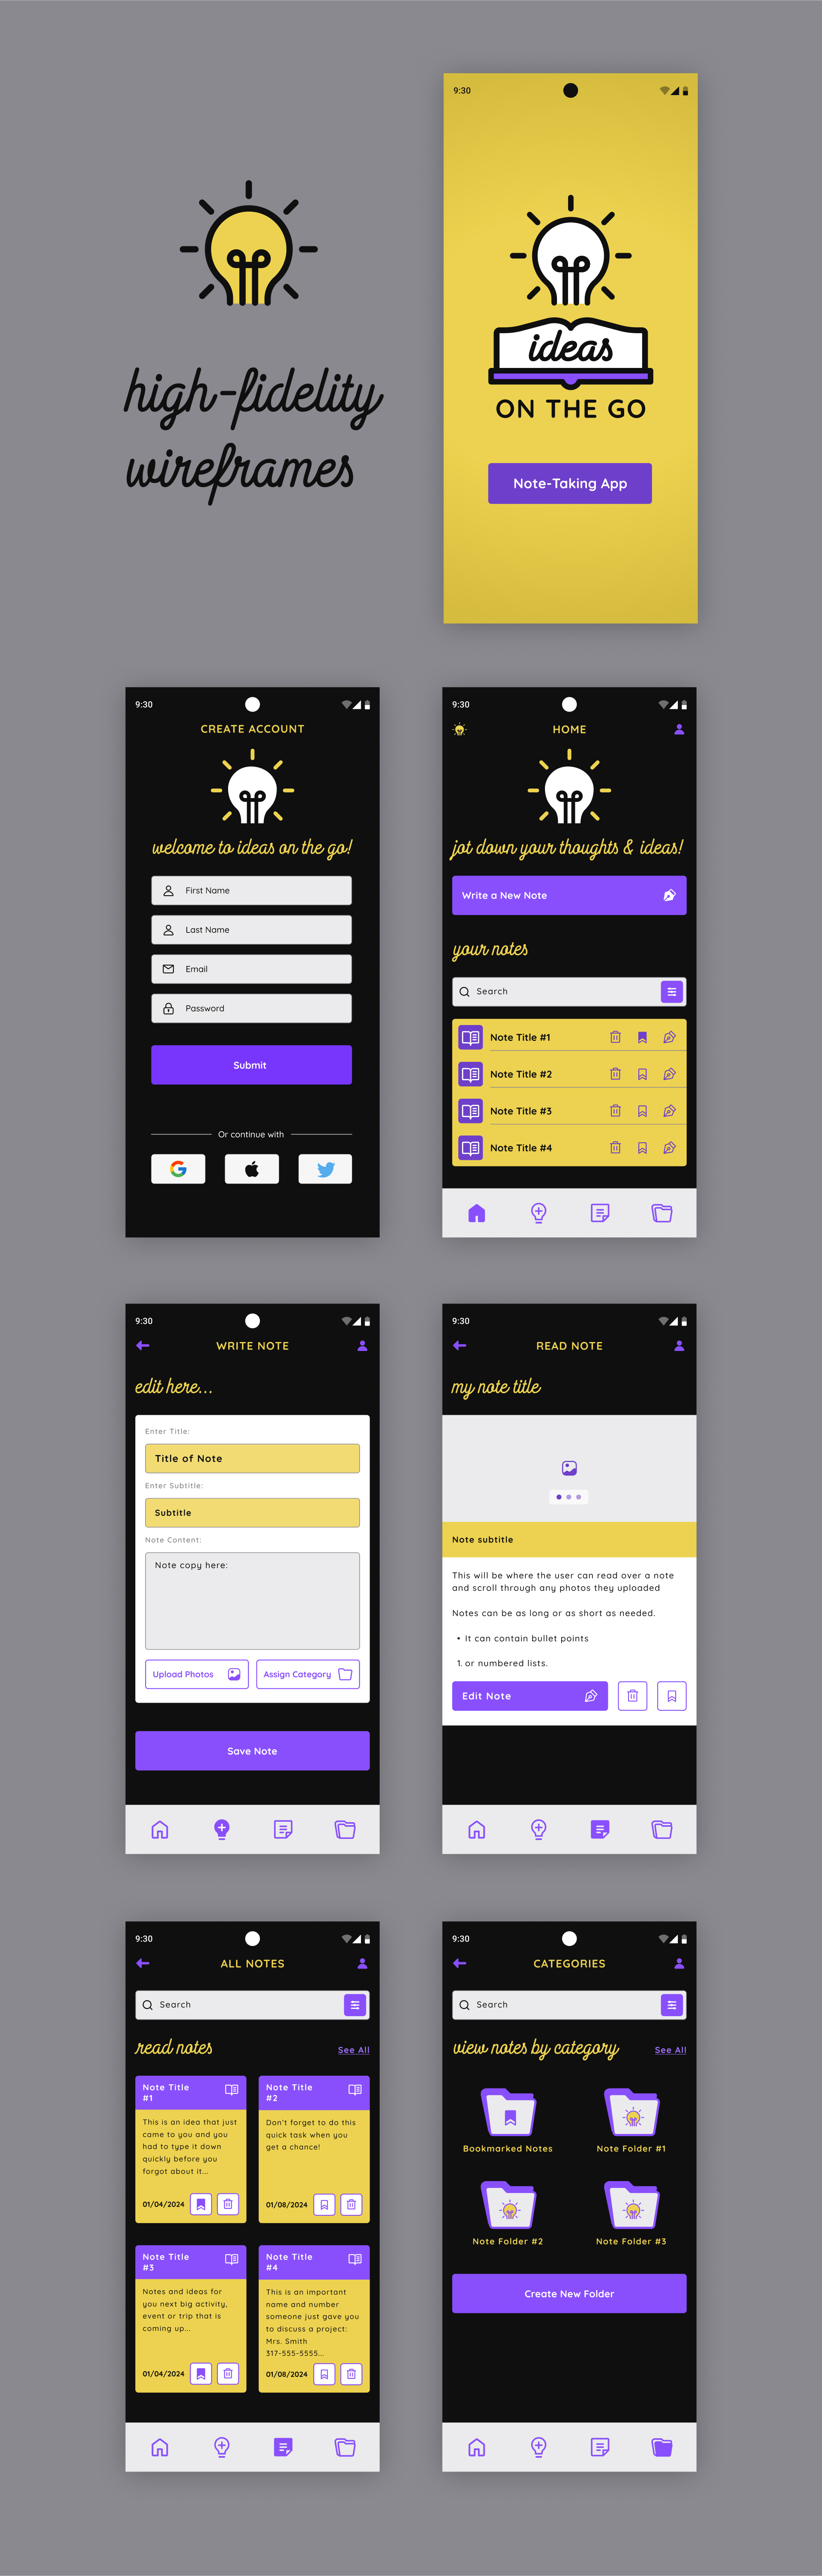 high-fidelity
wireframes
9:30
ideas
ON THE GO
Note-Taking App
9:30
CREATE ACCOUNT
welcome to ideas on the go!
First Name
Last Name
Email
Password
Submit
Or continue with
9:30
HOME
jot down your thoughts & ideas!
Write a New Note
your notes
Search
Note Title #1
Note Title #2
Note Title #3
Note Title #4
9:30
WRITE NOTE
edit here...
Enter Title:
Title of Note
Enter Subtitle:
Subtitle
Note Content:
Note copy here:
Upload Photos
Assign Category
Save Note
9:30
READ NOTE
my note title
Note subtitle
This will be where the user can read over a note
and scroll through any photos they uploaded
Notes can be as long or as short as needed.
• It can contain bullet points
1. or numbered lists.
Edit Note
9:30
ALL NOTES
Search
read notes
See All
Note Title
#1
This is an idea that just
came to you and you
had to type it down
quickly before you
forgot about it...
01/04/2024
Note Title
#2
Don't forget to do this
quick task when you
get a chance!
01/08/2024
Note Title
#3
Notes and ideas for
you next big activity,
event or trip that is
coming up...
01/04/2024
Note Title
#4
This is an important
name and number
someone just gave you
to discuss a project:
Mrs. Smith
317-555-5555...
01/08/2024
9:30
CATEGORIES
Search
view notes by category
See All
Bookmarked Notes
Note Folder #1
Note Folder #2
Note Folder #3
Create New Folder